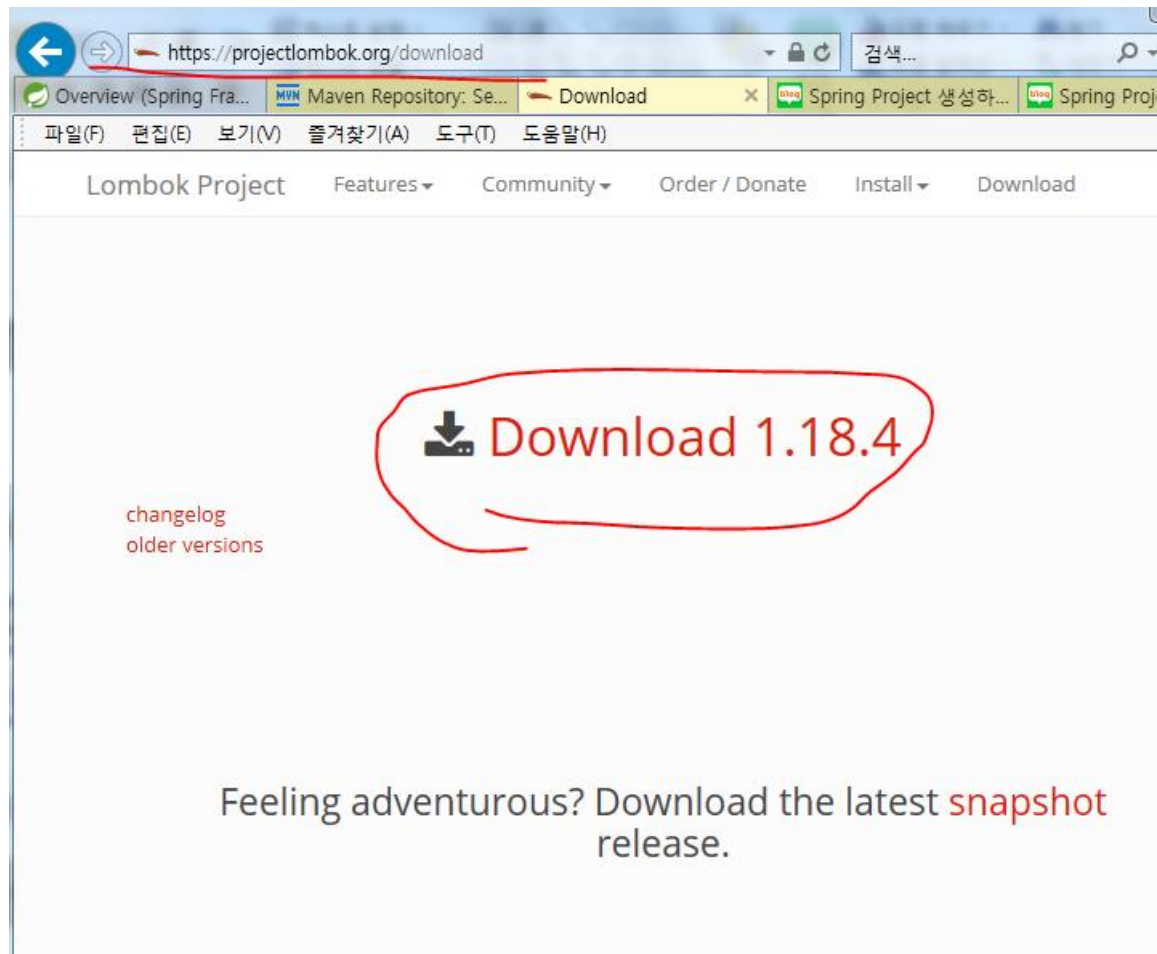 https://projectlombok.org/download
검색...
Overview (Spring Fra...
MVN Maven Repository: Se...
Download
blog Spring Project 생성하...
blog Spring Proj
파일(F) 편집(E) 보기(V) 즐겨찾기(A) 도구(T) 도움말(H)
Lombok Project Features Community Order / Donate Install Download
Download 1.18.4
changelog
older versions
Feeling adventurous? Download the latest snapshot
release.